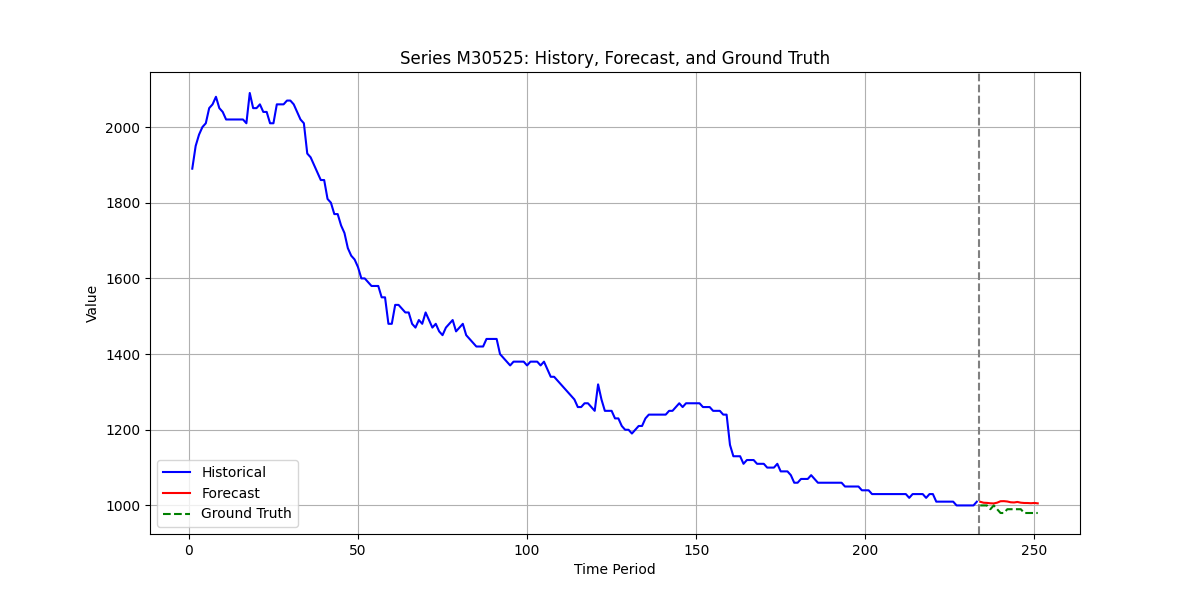 Series M30525: History, Forecast, and Ground Truth
Value
2000
1800
1600
1400
1200
1000
Historical
Forecast
Ground Truth
0 50 100 150 200 250
Time Period